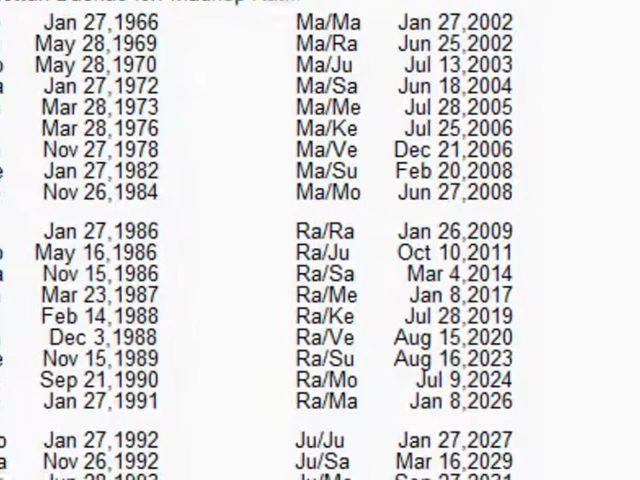 Jan 27,1966 Ma/Ma Jan 27,2002
May 28,1969 Ma/Ra Jun 25,2002
May 28,1970 Ma/Ju Jul 13,2003
Jan 27,1972 Ma/Sa Jun 18,2004
Mar 28,1973 Ma/Me Jul 28,2005
Mar 28,1976 Ma/Ke Jul 25,2006
Nov 27,1978 Ma/Ve Dec 21,2006
Jan 27,1982 Ma/Su Feb 20,2008
Nov 26,1984 Ma/Mo Jun 27,2008
Jan 27,1986 Ra/Ra Jan 26,2009
May 16,1986 Ra/Ju Oct 10,2011
Nov 15,1986 Ra/Sa Mar 4,2014
Mar 23,1987 Ra/Me Jan 8,2017
Feb 14,1988 Ra/Ke Jul 28,2019
Dec 3,1988 Ra/Ve Aug 15,2020
Nov 15,1989 Ra/Su Aug 16,2023
Sep 21,1990 Ra/Mo Jul 9,2024
Jan 27,1991 Ra/Ma Jan 8,2026
Jan 27,1992 Ju/Ju Jan 27,2027
Nov 26,1992 Ju/Sa Mar 16,2029